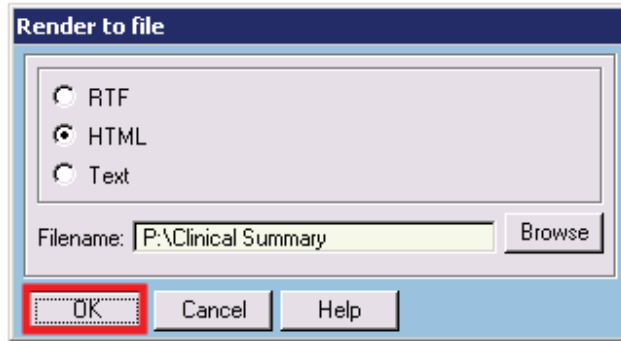 Render to file
RTF
HTML
Text
Filename: P:\Clinical Summary Browse
OK Cancel Help